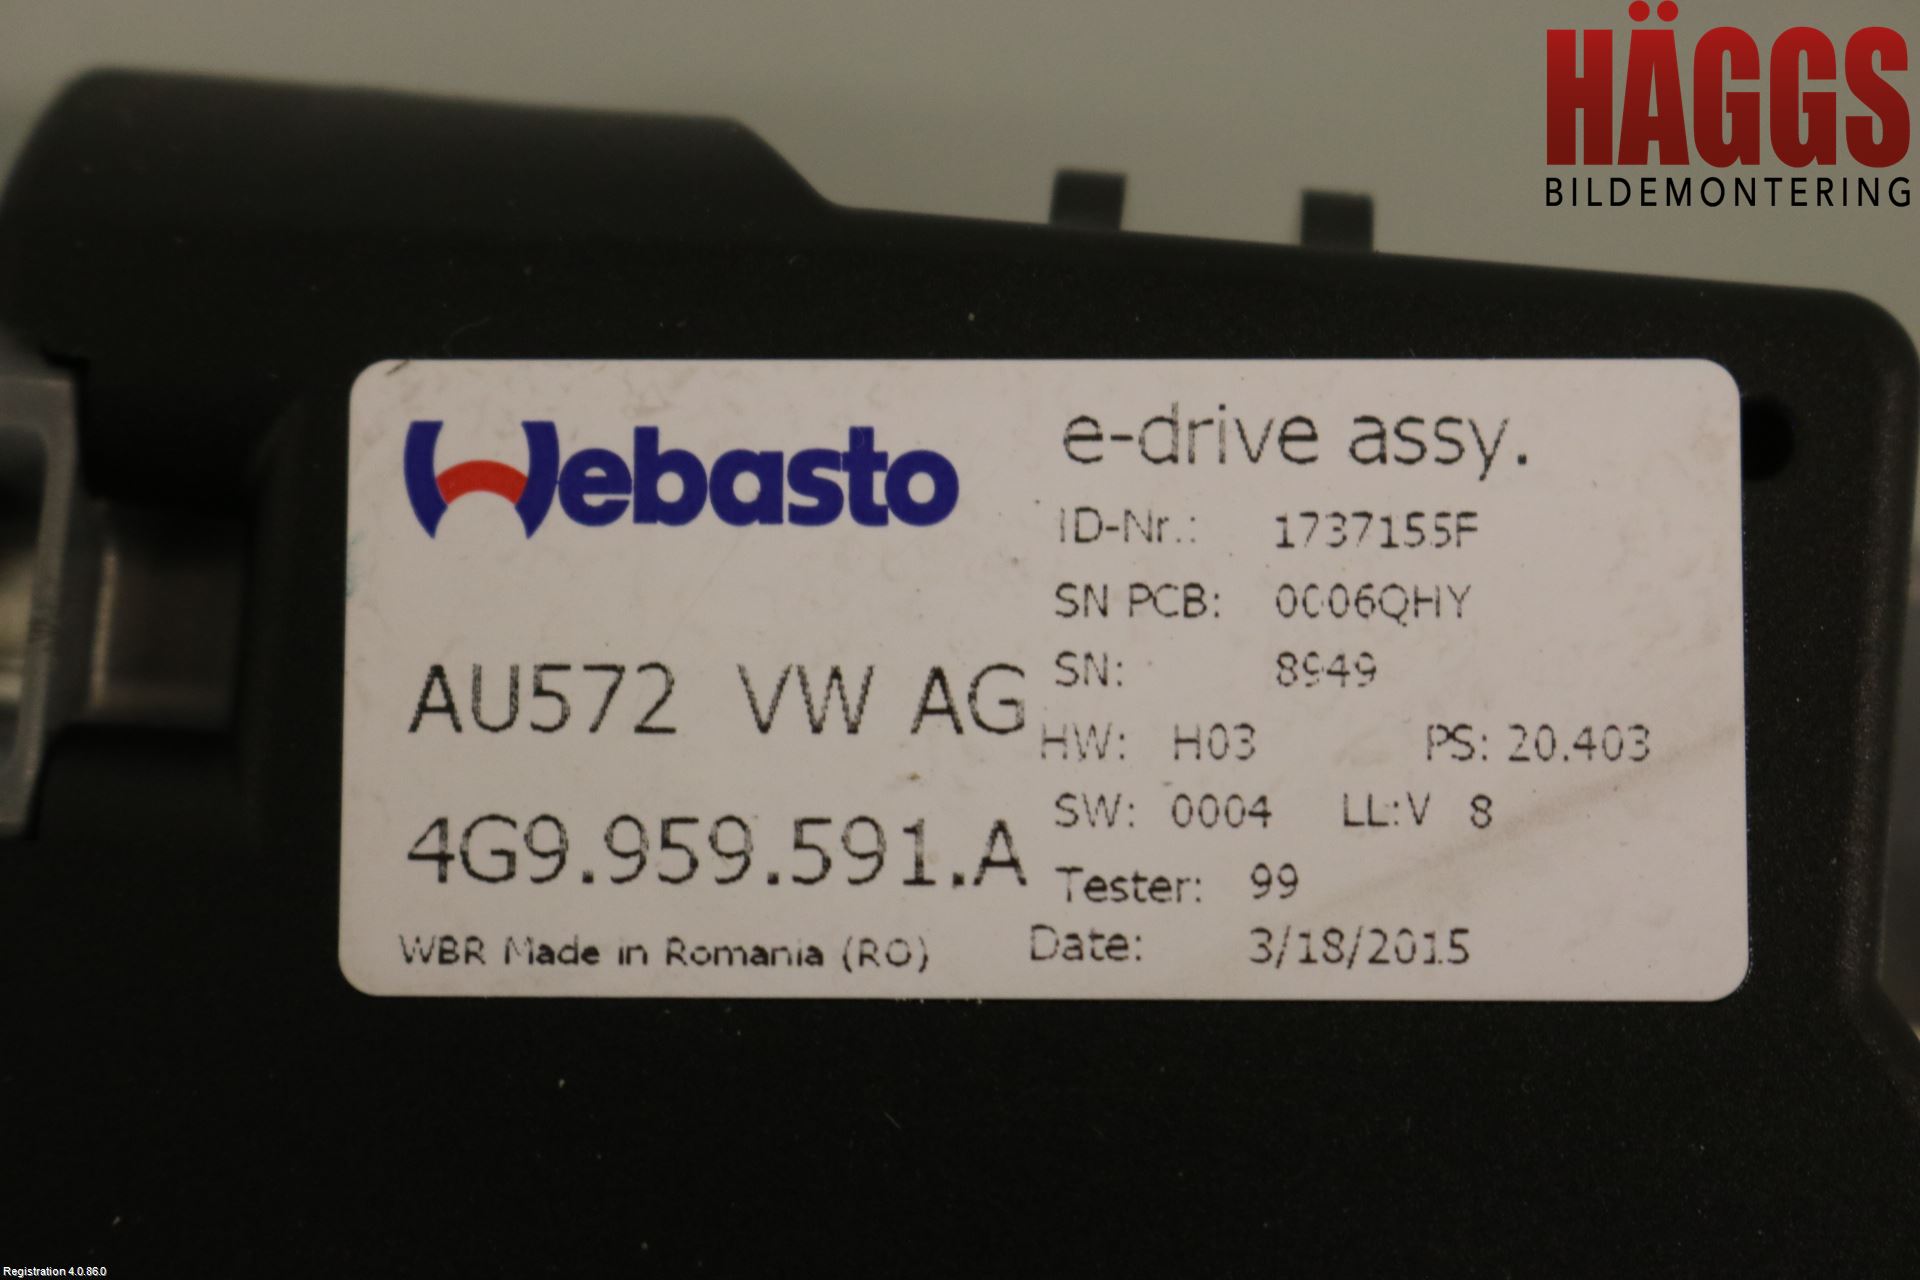 HÄGGS
BILDEMONTERING
Webasto
e-drive assy.
ID-Nr.: 1737155F
SN PCB: 0006QHY
SN: 8949
AU572 VW AG
HW: H03 PS: 20.403
SW: 0004 LL:V 8
4G9.959.591.A
Tester: 99
WBR Made in Romania (RO)
Date: 3/18/2015
Registration 4.0.86.0